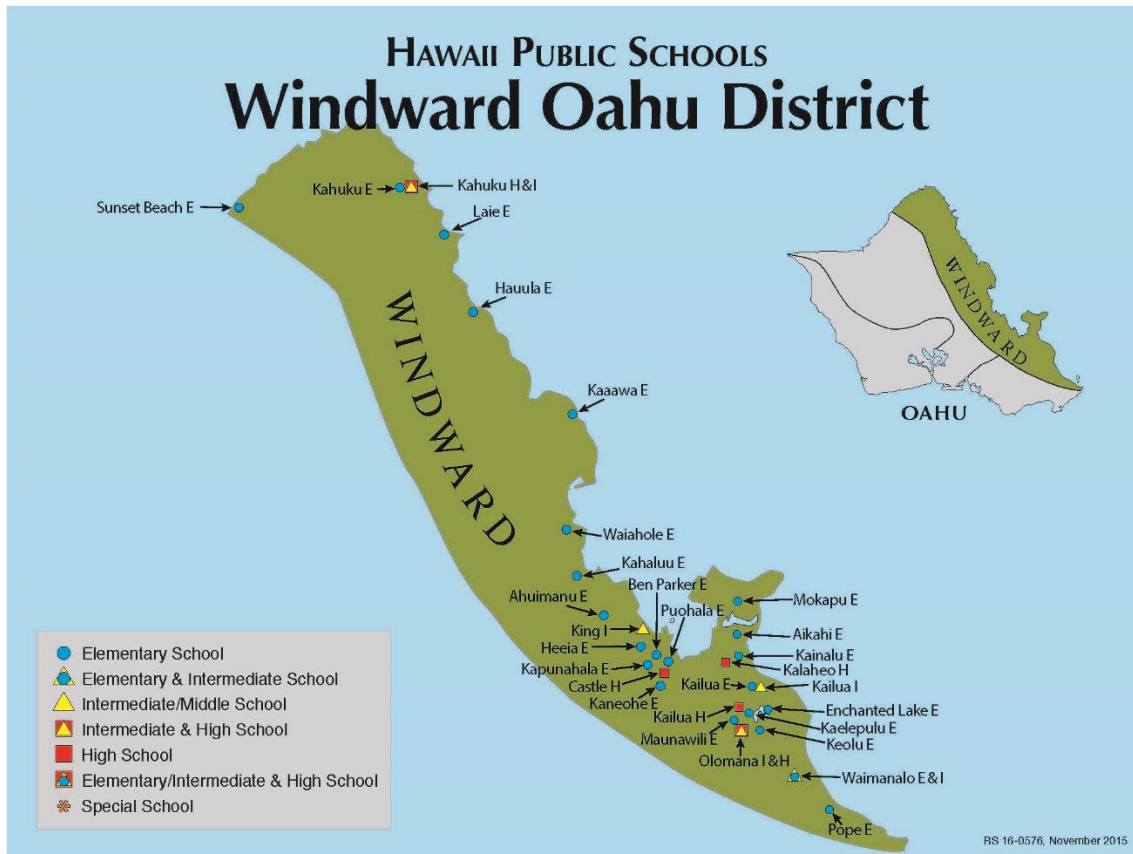 HAWAII PUBLIC SCHOOLS
Windward Oahu District
Kahuku E
Kahuku H & I
Sunset Beach E
Laie E
Hauula E
WINDWARD
Kaaawa E
WINDWARD
OAHU
Waiahole E
Kahaluu E
Ben Parker E
Ahuimanu E
Puohala E
Mokapu E
King I
Aikahi E
Heeia E
Kainalu E
Kapunahala E
Kalaheo H
Castle H
Kailua E
Kailua I
Kaneohe E
Kailua H
Enchanted Lake E
Maunawili E
Kaelepulu E
Keolu E
Olomana I & H
Waimanalo E & I
Pope E
Elementary School
Elementary & Intermediate School
Intermediate/Middle School
Intermediate & High School
High School
Elementary/Intermediate & High School
Special School
RS 16-0576, November 2015